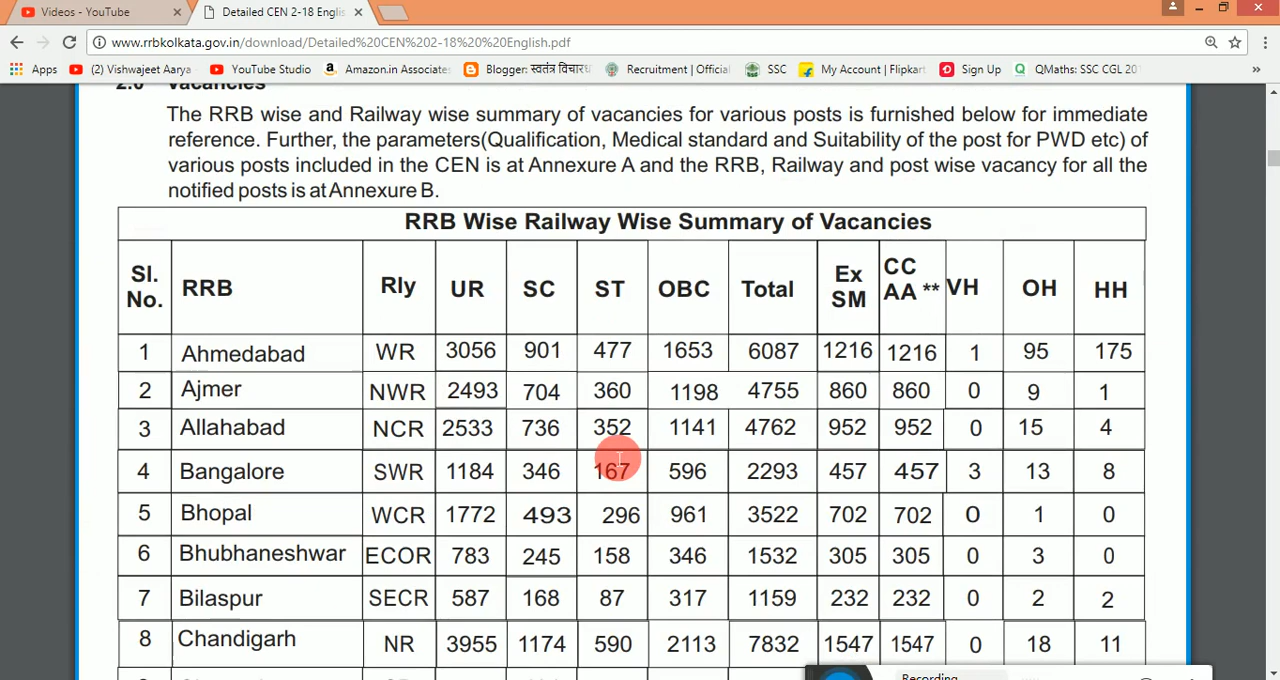 Videos - YouTube
Detailed CEN 2-18 Englis
www.rrbkolkata.gov.in/download/Detailed%20CEN%202-18%20%20English.pdf
Apps (2) Vishwajeet Aarya YouTube Studio Amazon.in Associate Blogger: स्वतंत्र विचार Recruitment | Official SSC My Account | Flipkart Sign Up QMaths: SSC CGL 20 »
2.0 Vacancies
The RRB wise and Railway wise summary of vacancies for various posts is furnished below for immediate
reference. Further, the parameters(Qualification, Medical standard and Suitability of the post for PWD etc) of
various posts included in the CEN is at Annexure A and the RRB, Railway and post wise vacancy for all the
notified posts is at Annexure B.
RRB Wise Railway Wise Summary of Vacancies
Sl. No. RRB Rly UR SC ST OBC Total Ex SM CC AA ** VH OH HH
1 Ahmedabad WR 3056 901 477 1653 6087 1216 1216 1 95 175
2 Ajmer NWR 2493 704 360 1198 4755 860 860 0 9 1
3 Allahabad NCR 2533 736 352 1141 4762 952 952 0 15 4
4 Bangalore SWR 1184 346 167 596 2293 457 457 3 13 8
5 Bhopal WCR 1772 493 296 961 3522 702 702 0 1 0
6 Bhubhaneshwar ECOR 783 245 158 346 1532 305 305 0 3 0
7 Bilaspur SECR 587 168 87 317 1159 232 232 0 2 2
8 Chandigarh NR 3955 1174 590 2113 7832 1547 1547 0 18 11
Recording